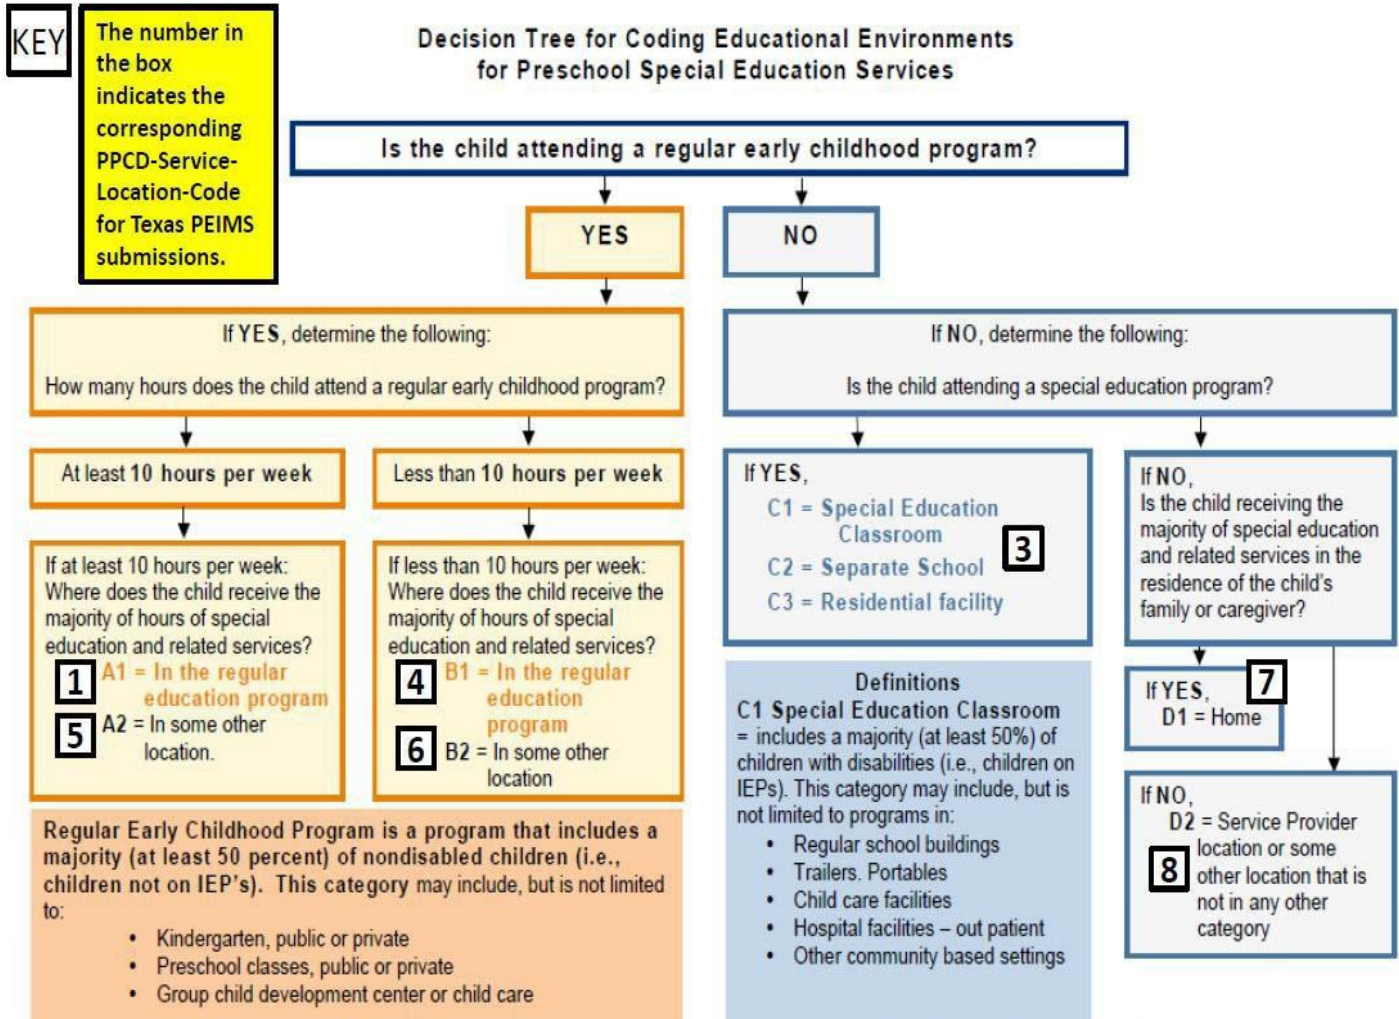 KEY
The number in
the box
indicates the
corresponding
PPCD-Service-
Location-Code
for Texas PEIMS
submissions.
Decision Tree for Coding Educational Environments
for Preschool Special Education Services
Is the child attending a regular early childhood program?
YES
NO
If YES, determine the following:
How many hours does the child attend a regular early childhood program?
If NO, determine the following:
Is the child attending a special education program?
At least 10 hours per week
Less than 10 hours per week
If at least 10 hours per week:
Where does the child receive the
majority of hours of special
education and related services?
1 A1 = In the regular
education program
5 A2 = In some other
location.
If less than 10 hours per week:
Where does the child receive the
majority of hours of special
education and related services?
4 B1 = In the regular
education
program
6 B2 = In some other
location
If YES,
C1 = Special Education
Classroom
3
C2 = Separate School
C3 = Residential facility
If NO,
Is the child receiving the
majority of special education
and related services in the
residence of the child's
family or caregiver?
If YES, 7
D1 = Home
If NO,
D2 = Service Provider
location or some
8 other location that is
not in any other
category
Regular Early Childhood Program is a program that includes a
majority (at least 50 percent) of nondisabled children (i.e.,
children not on IEP's). This category may include, but is not limited
to:
• Kindergarten, public or private
• Preschool classes, public or private
• Group child development center or child care
Definitions
C1 Special Education Classroom
= includes a majority (at least 50%) of
children with disabilities (i.e., children on
IEPs). This category may include, but is
not limited to programs in:
• Regular school buildings
• Trailers. Portables
• Child care facilities
• Hospital facilities – out patient
• Other community based settings